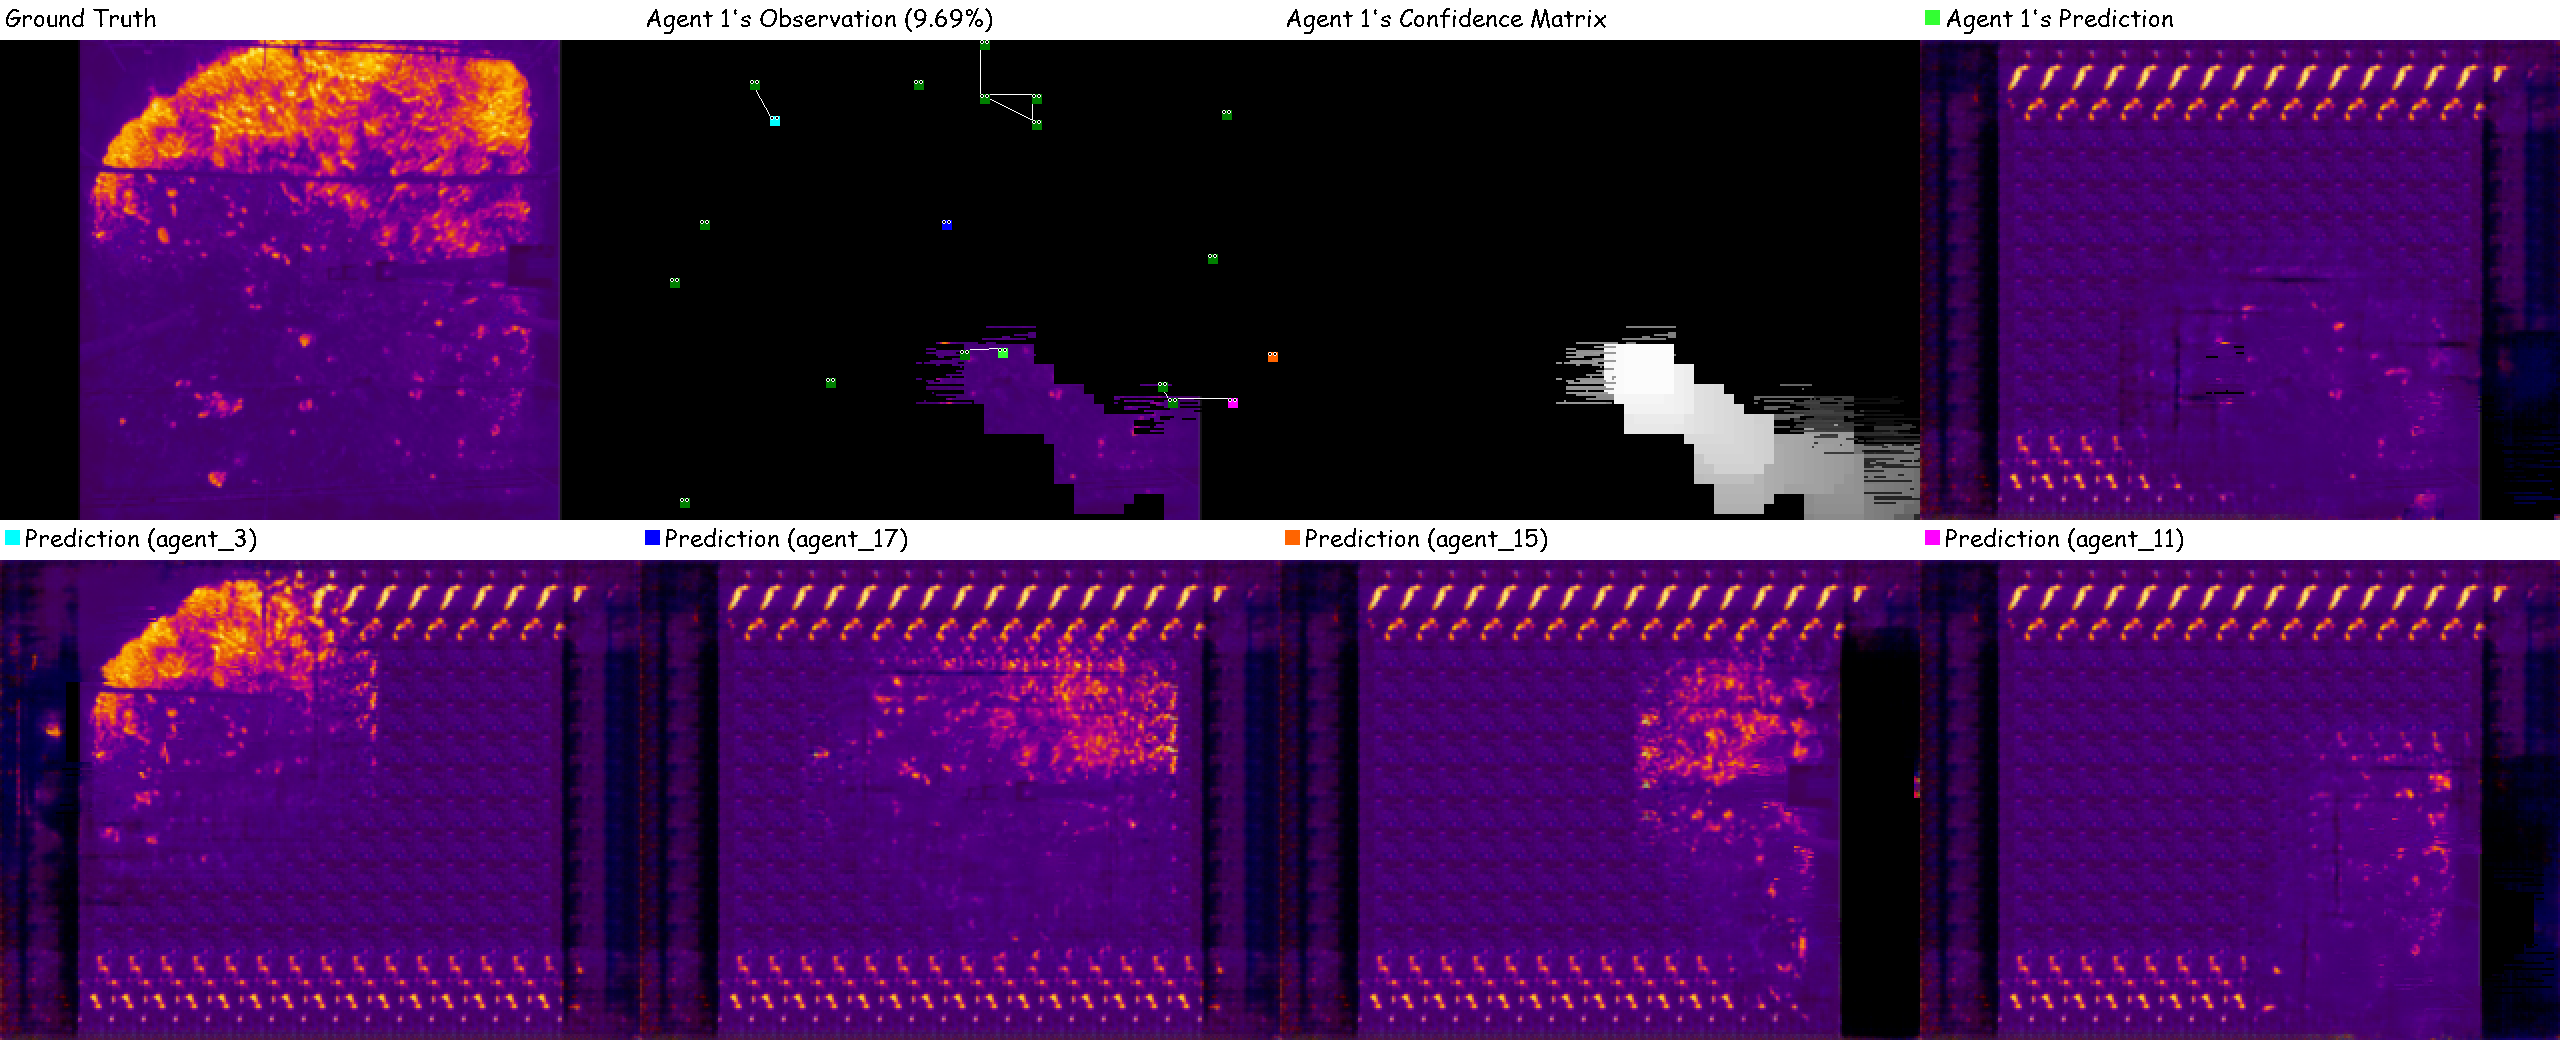 Ground Truth
Agent 1's Observation (9.69%)
Agent 1's Confidence Matrix
Agent 1's Prediction
Prediction (agent_3)
Prediction (agent_17)
Prediction (agent_15)
Prediction (agent_11)